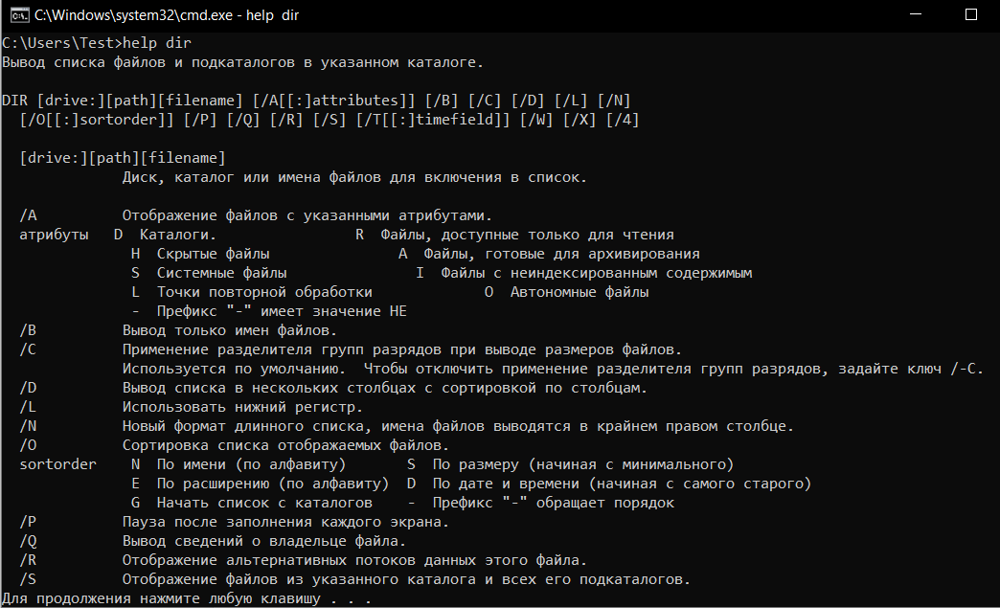 C:\Windows\system32\cmd.exe - help  dir
C:\Users\Test>help dir
Вывод списка файлов и подкаталогов в указанном каталоге.

DIR [drive:][path][filename] [/A[[:]attributes]] [/B] [/C] [/D] [/L] [/N]
  [/O[[:]sortorder]] [/P] [/Q] [/R] [/S] [/T[[:]timefield]] [/W] [/X] [/4]

  [drive:][path][filename]
              Диск, каталог или имена файлов для включения в список.

  /A          Отображение файлов с указанными атрибутами.
  атрибуты   D  Каталоги.                R  Файлы, доступные только для чтения
               H  Скрытые файлы               A  Файлы, готовые для архивирования
               S  Системные файлы               I  Файлы с неиндексированным содержимым
               L  Точки повторной обработки             O  Автономные файлы
               -  Префикс "-" имеет значение НЕ
  /B          Вывод только имен файлов.
  /C          Применение разделителя групп разрядов при выводе размеров файлов.
              Используется по умолчанию.  Чтобы отключить применение разделителя групп разрядов, задайте ключ /-C.
  /D          Вывод списка в нескольких столбцах с сортировкой по столбцам.
  /L          Использовать нижний регистр.
  /N          Новый формат длинного списка, имена файлов выводятся в крайнем правом столбце.
  /O          Сортировка списка отображаемых файлов.
  sortorder    N  По имени (по алфавиту)       S  По размеру (начиная с минимального)
               E  По расширению (по алфавиту)  D  По дате и времени (начиная с самого старого)
               G  Начать список с каталогов    -  Префикс "-" обращает порядок
  /P          Пауза после заполнения каждого экрана.
  /Q          Вывод сведений о владельце файла.
  /R          Отображение альтернативных потоков данных этого файла.
  /S          Отображение файлов из указанного каталога и всех его подкаталогов.
Для продолжения нажмите любую клавишу . . .